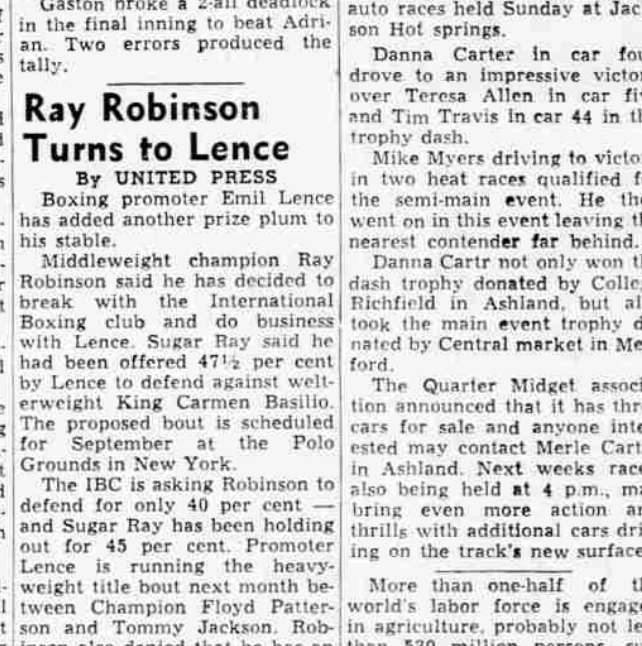 Gaston broke a 2-all deadlock
in the final inning to beat Adri-
an. Two errors produced the
tally.
Ray Robinson
Turns to Lence
By UNITED PRESS
Boxing promoter Emil Lence
has added another prize plum to
his stable.
Middleweight champion Ray
Robinson said he has decided to
break with the International
Boxing club and do business
with Lence. Sugar Ray said he
had been offered 47½ per cent
by Lence to defend against welt-
erweight King Carmen Basilio.
The proposed bout is scheduled
for September at the Polo
Grounds in New York.
The IBC is asking Robinson to
defend for only 40 per cent —
and Sugar Ray has been holding
out for 45 per cent. Promoter
Lence is running the heavy-
weight title bout next month be-
tween Champion Floyd Patter-
son and Tommy Jackson. Rob-
inson also denied that he has an
auto races held Sunday at Jac
son Hot springs.
Danna Carter in car fou
drove to an impressive victor
over Teresa Allen in car fiv
and Tim Travis in car 44 in th
trophy dash.
Mike Myers driving to victo
in two heat races qualified f
the semi-main event. He the
went on in this event leaving th
nearest contender far behind.
Danna Cartr not only won th
dash trophy donated by Colle
Richfield in Ashland, but al
took the main event trophy d
nated by Central market in Me
ford.
The Quarter Midget associ
tion announced that it has thr
cars for sale and anyone inte
ested may contact Merle Cart
in Ashland. Next weeks race
also being held at 4 p.m., ma
bring even more action an
thrills with additional cars dri
ing on the track's new surface
More than one-half of th
world's labor force is engage
in agriculture, probably not le
than 520 million persons,